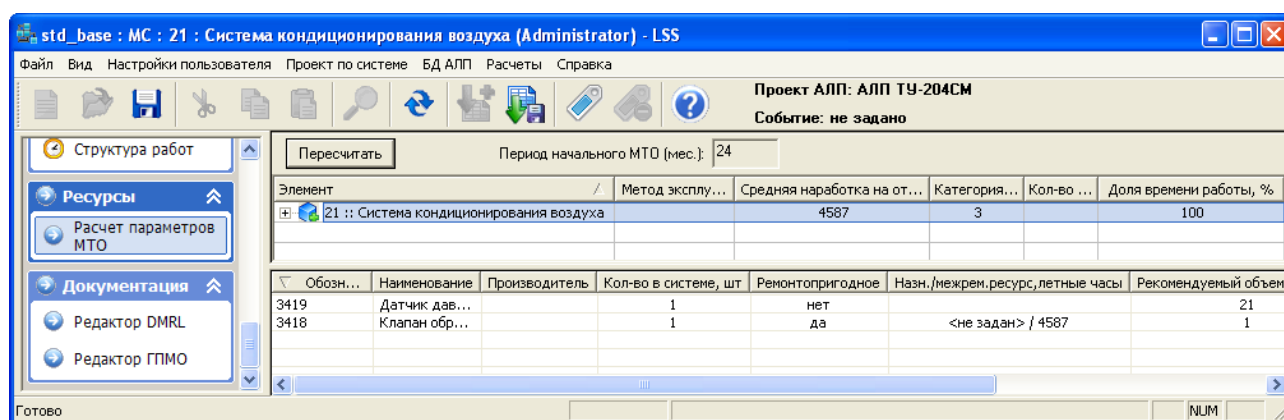 std_base : МС : 21 : Система кондиционирования воздуха (Administrator) - LSS
Файл Вид Настройки пользователя Проект по системе БД АЛП Расчеты Справка
Проект АЛП: АЛП ТУ-204СМ
Событие: не задано
Структура работ
Ресурсы
Расчет параметров
МТО
Документация
Редактор DMRL
Редактор ГПМО
Пересчитать Период начального МТО (мес.): 24
Элемент Метод эксплу... Средняя наработка на от... Категория... Кол-во ... Доля времени работы, %
21 :: Система кондиционирования воздуха 4587 3 100
Обозн... Наименование Производитель Кол-во в системе, шт Ремонтопригодное Назн./межрем.ресурс,летные часы Рекомендуемый объем
3419 Датчик дав... 1 нет 21
3418 Клапан обр... 1 да <не задан> / 4587 1
Готово NUM